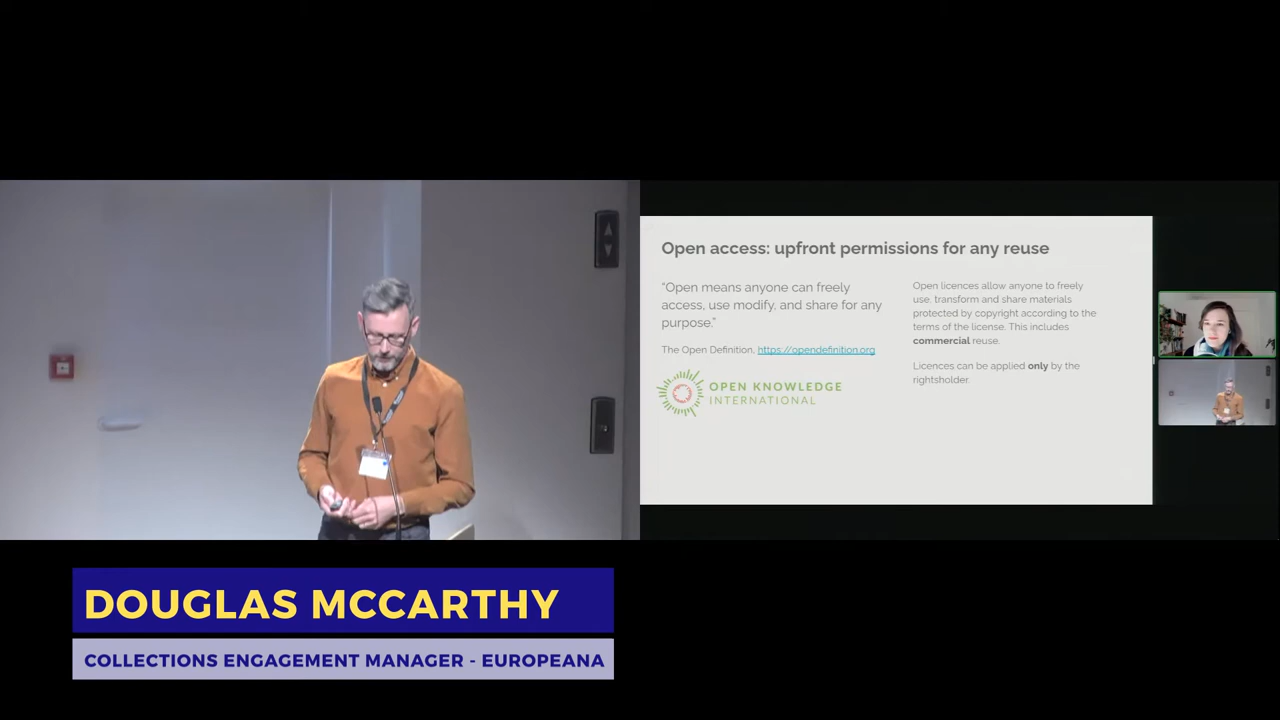 Open access: upfront permissions for any reuse
"Open means anyone can freely
access, use modify, and share for any
purpose."
The Open Definition, https://opendefinition.org
OPEN KNOWLEDGE
INTERNATIONAL
Open licences allow anyone to freely
use, transform and share materials
protected by copyright according to the
terms of the license. This includes
commercial reuse.
Licences can be applied only by the
rightsholder.
DOUGLAS MCCARTHY
COLLECTIONS ENGAGEMENT MANAGER - EUROPEANA